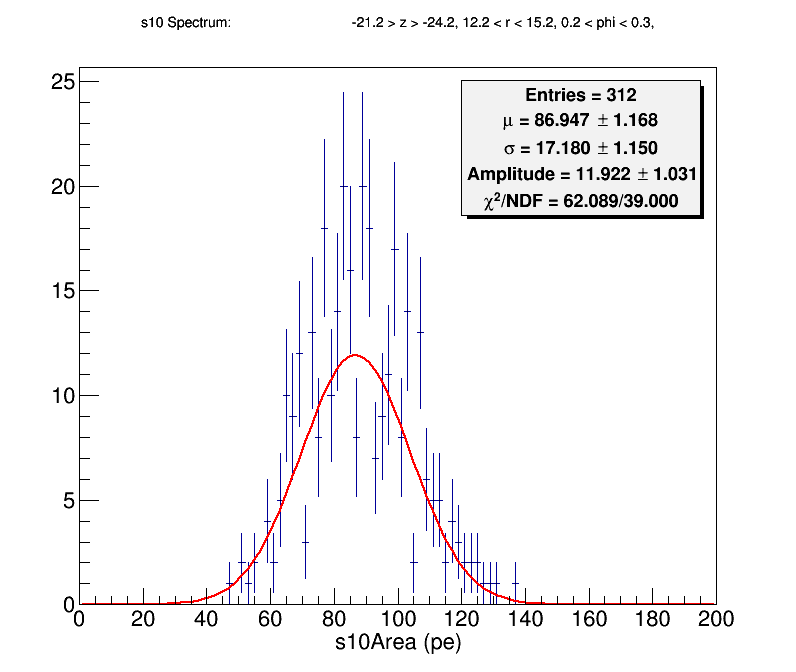 s10 Spectrum: -21.2 > z > -24.2, 12.2 < r < 15.2, 0.2 < phi < 0.3,
Entries = 312
μ = 86.947 ± 1.168
σ = 17.180 ± 1.150
Amplitude = 11.922 ± 1.031
χ²/NDF = 62.089/39.000
25
20
15
10
5
0
0 20 40 60 80 100 120 140 160 180 200
s10Area (pe)